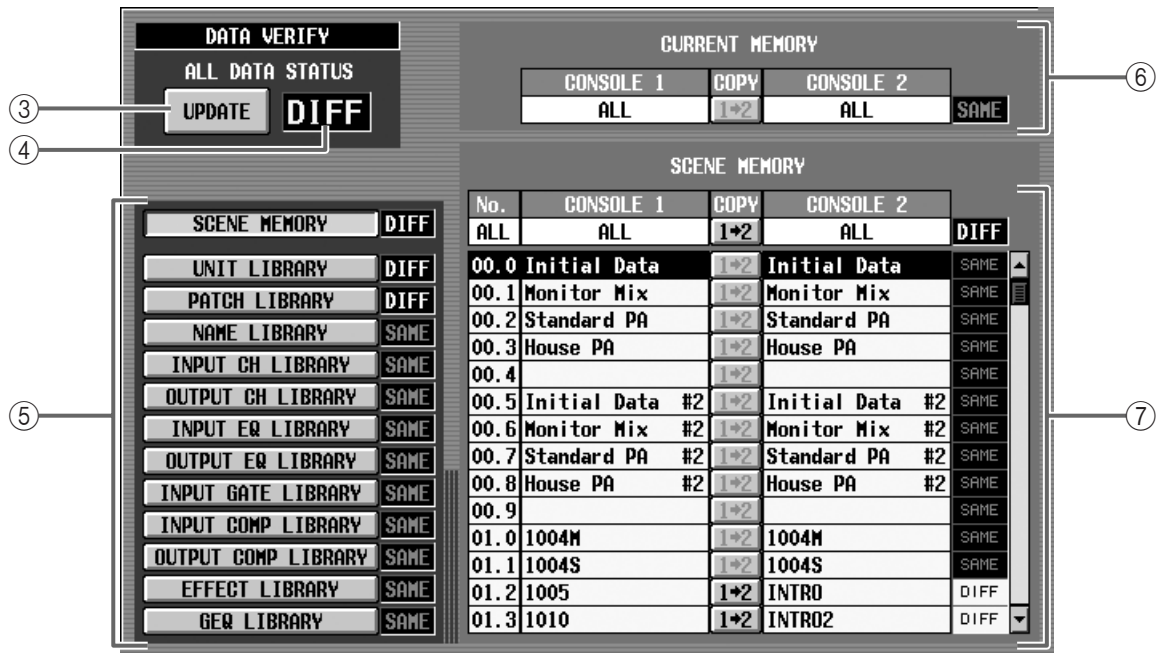 DATA VERIFY
ALL DATA STATUS
③
UPDATE DIFF
④
CURRENT MEMORY
CONSOLE 1 COPY CONSOLE 2
ALL 1➔2 ALL SAME
⑥
⑤
SCENE MEMORY DIFF
UNIT LIBRARY DIFF
PATCH LIBRARY DIFF
NAME LIBRARY SAME
INPUT CH LIBRARY SAME
OUTPUT CH LIBRARY SAME
INPUT EQ LIBRARY SAME
OUTPUT EQ LIBRARY SAME
INPUT GATE LIBRARY SAME
INPUT COMP LIBRARY SAME
OUTPUT COMP LIBRARY SAME
EFFECT LIBRARY SAME
GEQ LIBRARY SAME
SCENE MEMORY
No. CONSOLE 1 COPY CONSOLE 2
ALL ALL 1➔2 ALL DIFF
00.0 Initial Data 1➔2 Initial Data SAME
00.1 Monitor Mix 1➔2 Monitor Mix SAME
00.2 Standard PA 1➔2 Standard PA SAME
00.3 House PA 1➔2 House PA SAME
00.4 1➔2 SAME
00.5 Initial Data #2 1➔2 Initial Data #2 SAME
00.6 Monitor Mix #2 1➔2 Monitor Mix #2 SAME
00.7 Standard PA #2 1➔2 Standard PA #2 SAME
00.8 House PA #2 1➔2 House PA #2 SAME
00.9 1➔2 SAME
01.0 1004M 1➔2 1004M SAME
01.1 1004S 1➔2 1004S SAME
01.2 1005 1➔2 INTRO DIFF
01.3 1010 1➔2 INTRO2 DIFF
⑦